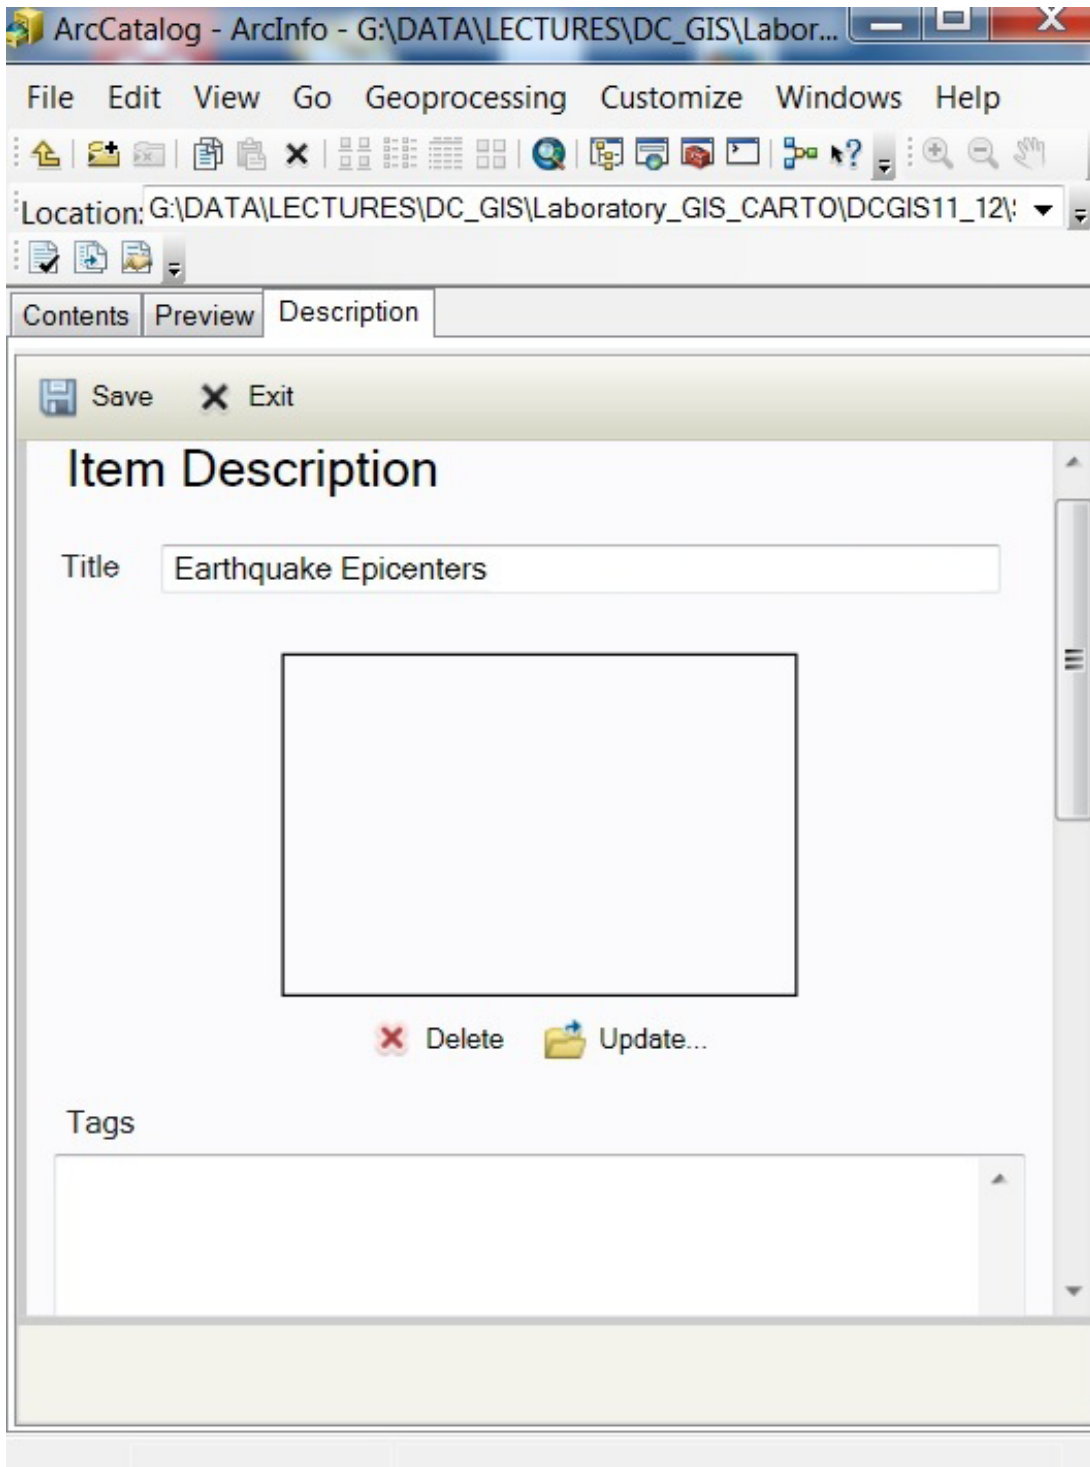 ArcCatalog - ArcInfo - G:\DATA\LECTURES\DC_GIS\Labor...
File Edit View Go Geoprocessing Customize Windows Help
Location: G:\DATA\LECTURES\DC_GIS\Laboratory_GIS_CARTO\DCGIS11_12\
Contents Preview Description
Save Exit
Item Description
Title Earthquake Epicenters
Delete Update...
Tags